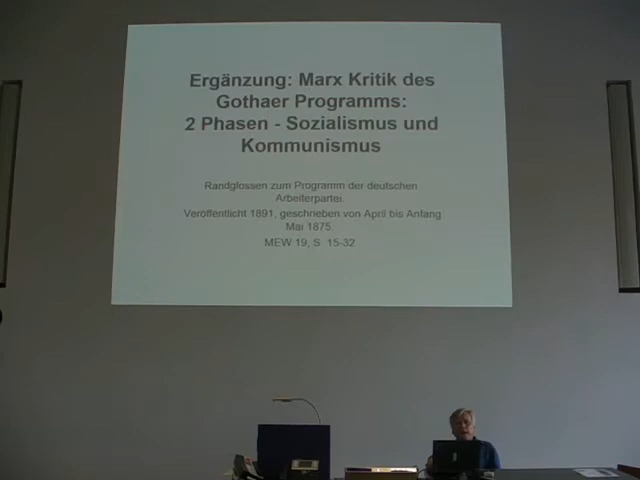 Ergänzung: Marx Kritik des
Gothaer Programms:
2 Phasen - Sozialismus und
Kommunismus
Randglossen zum Programm der deutschen
Arbeiterpartei.
Veröffentlicht 1891, geschrieben von April bis Anfang
Mai 1875.
MEW 19, S 15-32